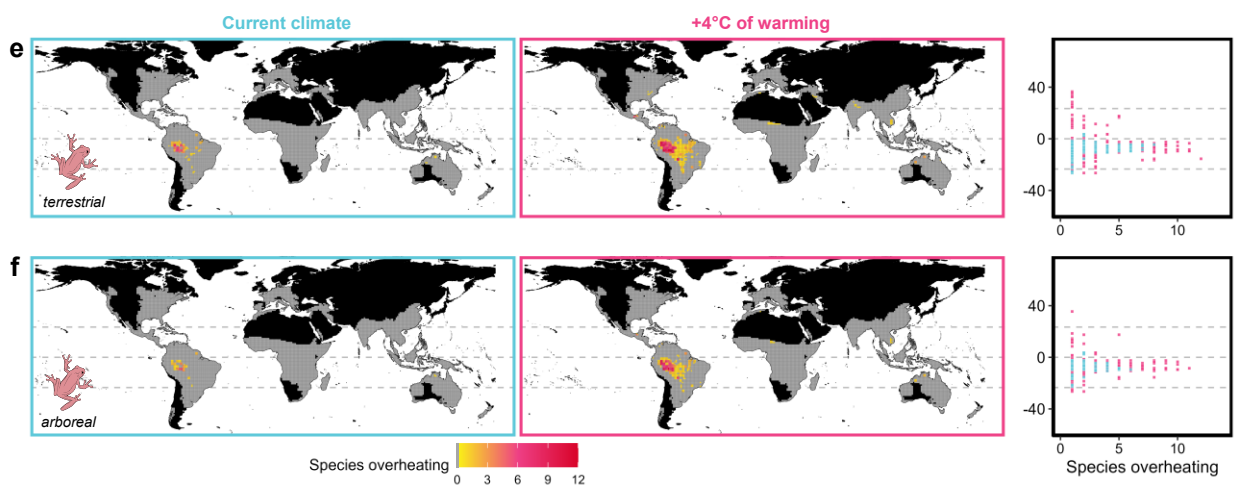 Current climate
+4°C of warming
e
terrestrial
40
0
-40
0
5
10
f
arboreal
40
0
-40
0
5
10
Species overheating
Species overheating
0
3
6
9
12